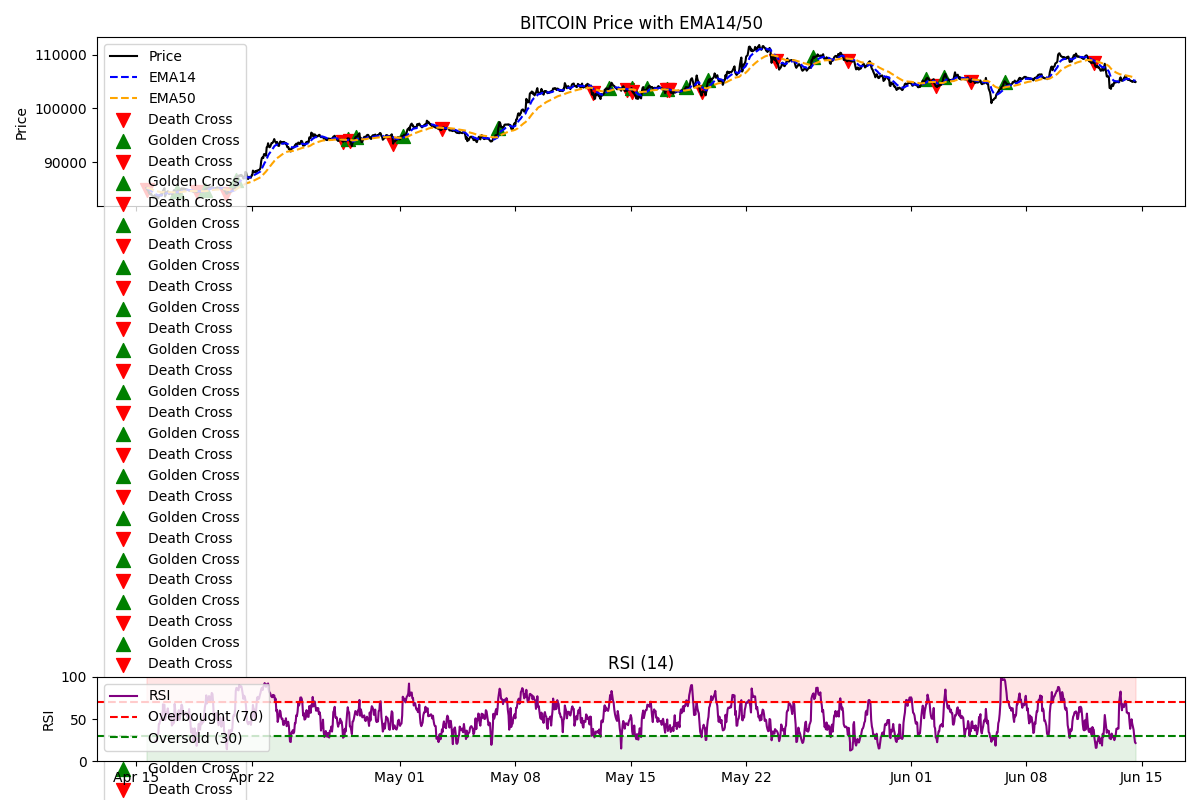 BITCOIN Price with EMA14/50
110000
100000
90000
Price
Price
EMA14
EMA50
Death Cross
Golden Cross
Death Cross
Golden Cross
Death Cross
Golden Cross
Death Cross
Golden Cross
Death Cross
Golden Cross
Death Cross
Golden Cross
Death Cross
Golden Cross
Death Cross
Golden Cross
Death Cross
Golden Cross
Death Cross
Golden Cross
Death Cross
Golden Cross
Death Cross
Golden Cross
Death Cross
Golden Cross
Death Cross
RSI (14)
100
50
0
RSI
RSI
Overbought (70)
Oversold (30)
Golden Cross
Death Cross
Apr 15
Apr 22
May 01
May 08
May 15
May 22
Jun 01
Jun 08
Jun 15